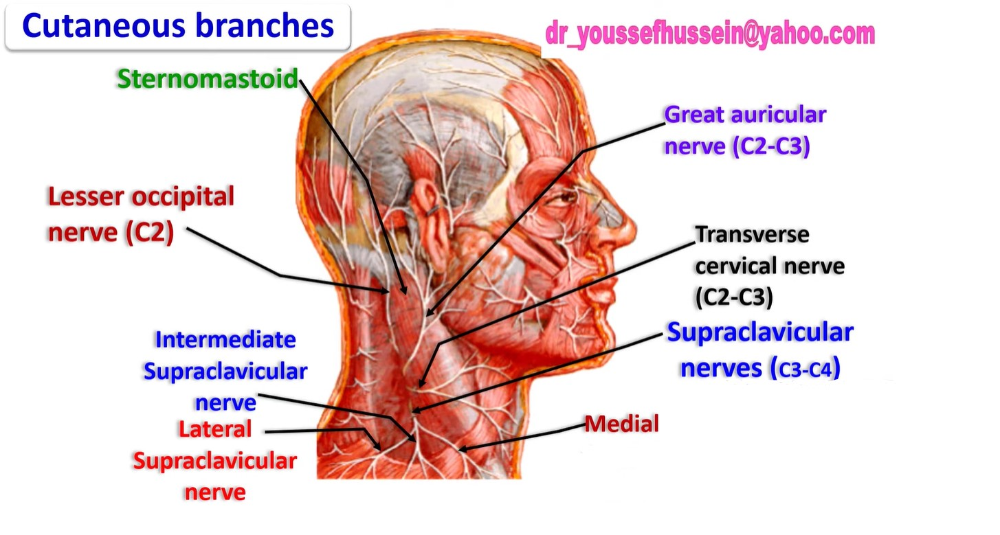 Cutaneous branches
dr_youssefhussein@yahoo.com
Sternomastoid
Great auricular
nerve (C2-C3)
Lesser occipital
nerve (C2)
Transverse
cervical nerve
(C2-C3)
Supraclavicular
nerves (C3-C4)
Intermediate
Supraclavicular
nerve
Lateral
Supraclavicular
nerve
Medial